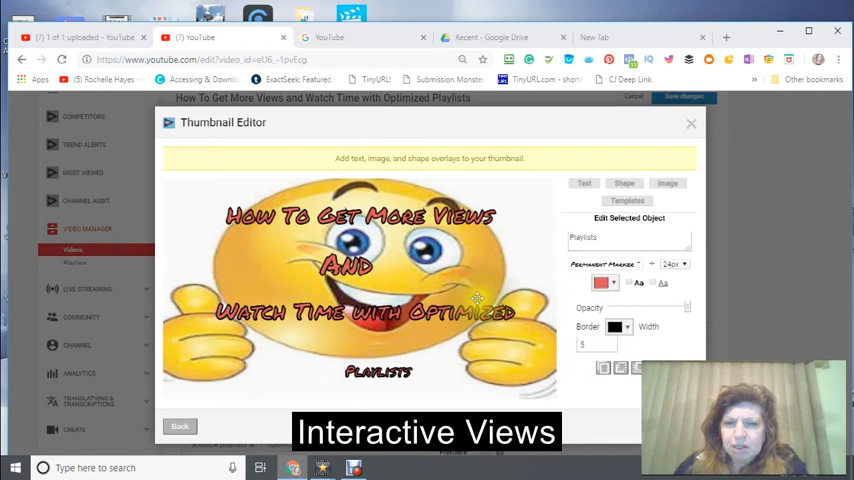 (7) 1 of 1 uploaded - YouTube
(7) YouTube
YouTube
Recent - Google Drive
New Tab
https://www.youtube.com/edit?video_id=eU6_-1pvEcg
Apps
(5) Rochelle Hayes
Accessing & Downloading
ExactSeek: Featured
TinyURL!
Submission Monster
TinyURL.com - shorte
CJ Deep Link
Other bookmarks
How To Get More Views and Watch Time with Optimized Playlists
Cancel
Save changes
COMPETITORS
TREND ALERTS
MOST VIEWED
CHANNEL AUDIT
VIDEO MANAGER
Videos
Playlists
LIVE STREAMING
COMMUNITY
CHANNEL
ANALYTICS
TRANSLATIONS &
TRANSCRIPTIONS
CREATE
Thumbnail Editor
Add text, image, and shape overlays to your thumbnail.
How To Get More Views
And
Watch Time with Optimized
Playlists
Text
Shape
Image
Templates
Edit Selected Object
Playlists
Permanent Marker
24px
Aa
Aa
Opacity
Border
Width
5
Back
Interactive Views
Type here to search